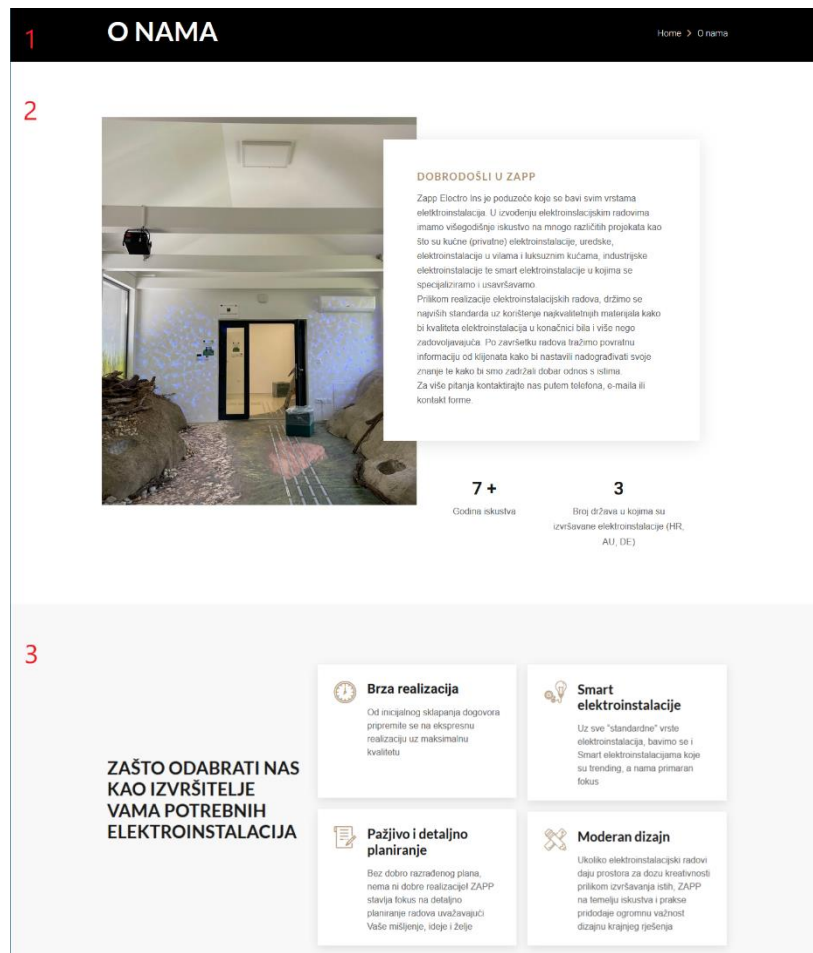 1
O NAMA
Home > O nama
2
DOBRODOŠLI U ZAPP
Zapp Electro Ins je poduzeće koje se bavi svim vrstama
eletktroinstalacija. U izvođenju elektroinslacijskim radovima
imamo višegodišnje iskustvo na mnogo različitih projekata kao
što su kućne (privatne) elektroinstalacije, uredske,
elektroinstalacije u vilama i luksuznim kućama, industrijske
elektroinstalacije te smart elektroinstalacije u kojima se
specijaliziramo i usavršavamo.
Prilikom realizacije elektroinstalacijskih radova, držimo se
najviših standarda uz korištenje najkvalitetnijh materijala kako
bi kvaliteta elektroinstalacija u konačnici bila i više nego
zadovoljavajuća. Po završetku radova tražimo povratnu
informaciju od klijenata kako bi nastavili nadograđivati svoje
znanje te kako bi smo zadržali dobar odnos s istima.
Za više pitanja kontaktirajte nas putem telefona, e-maila ili
kontakt forme.
7 +
Godina iskustva
3
Broj država u kojima su
izvršavane elektroinstalacije (HR,
AU, DE)
3
ZAŠTO ODABRATI NAS
KAO IZVRŠITELJE
VAMA POTREBNIH
ELEKTROINSTALACIJA
Brza realizacija
Od inicijalnog sklapanja dogovora
pripremite se na ekspresnu
realizaciju uz maksimalnu
kvalitetu
Smart
elektroinstalacije
Uz sve "standardne" vrste
elektroinstalacija, bavimo se i
Smart elektroinstalacijama koje
su trending, a nama primaran
fokus
Pažjivo i detaljno
planiranje
Bez dobro razrađenog plana,
nema ni dobre realizacije! ZAPP
stavlja fokus na detaljno
planiranje radova uvažavajući
Vaše mišljenje, ideje i želje
Moderan dizajn
Ukoliko elektroinstalacijski radovi
daju prostora za dozu kreativnosti
prilikom izvršavanja istih, ZAPP
na temelju iskustva i prakse
pridodaje ogromnu važnost
dizajnu krajnjeg rješenja